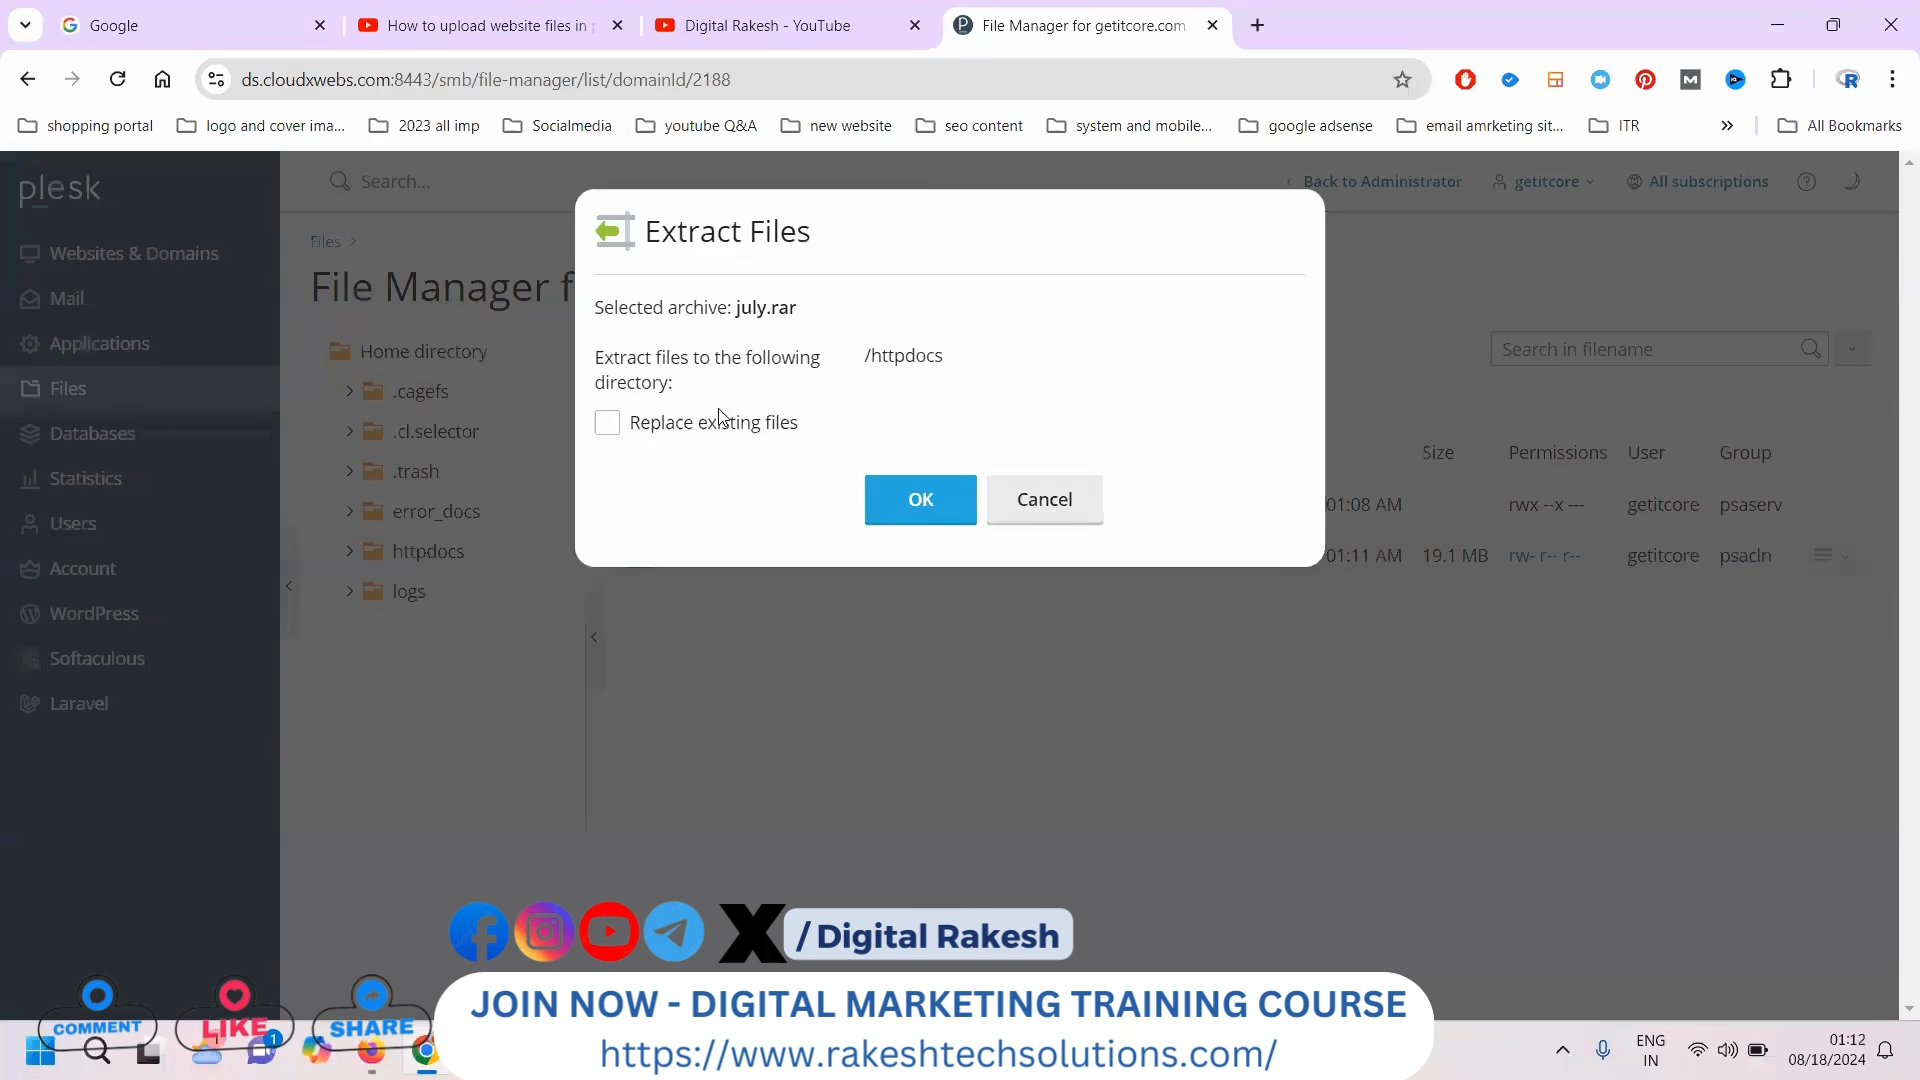 Google
How to upload website files in p
Digital Rakesh - YouTube
File Manager for getitcore.com
ds.cloudxwebs.com:8443/smb/file-manager/list/domainId/2188
shopping portal
logo and cover ima...
2023 all imp
Socialmedia
youtube Q&A
new website
seo content
system and mobile...
google adsense
email amrketing sit...
ITR
All Bookmarks
plesk
Search...
Back to Administrator
getitcore
All subscriptions
Websites & Domains
Mail
Applications
Files
Databases
Statistics
Users
Account
WordPress
Softaculous
Laravel
Files
File Manager f
Home directory
.cagefs
.cl.selector
.trash
error_docs
httpdocs
logs
Extract Files
Selected archive: july.rar
Extract files to the following
directory:
/httpdocs
Replace existing files
OK
Cancel
Search in filename
Size Permissions User Group
01:08 AM rwx --x --- getitcore psaserv
01:11 AM 19.1 MB rw- r-- r-- getitcore psacln
/ Digital Rakesh
COMMENT
LIKE
SHARE
JOIN NOW - DIGITAL MARKETING TRAINING COURSE
https://www.rakeshtechsolutions.com/
1
1
ENG
IN
01:12
08/18/2024